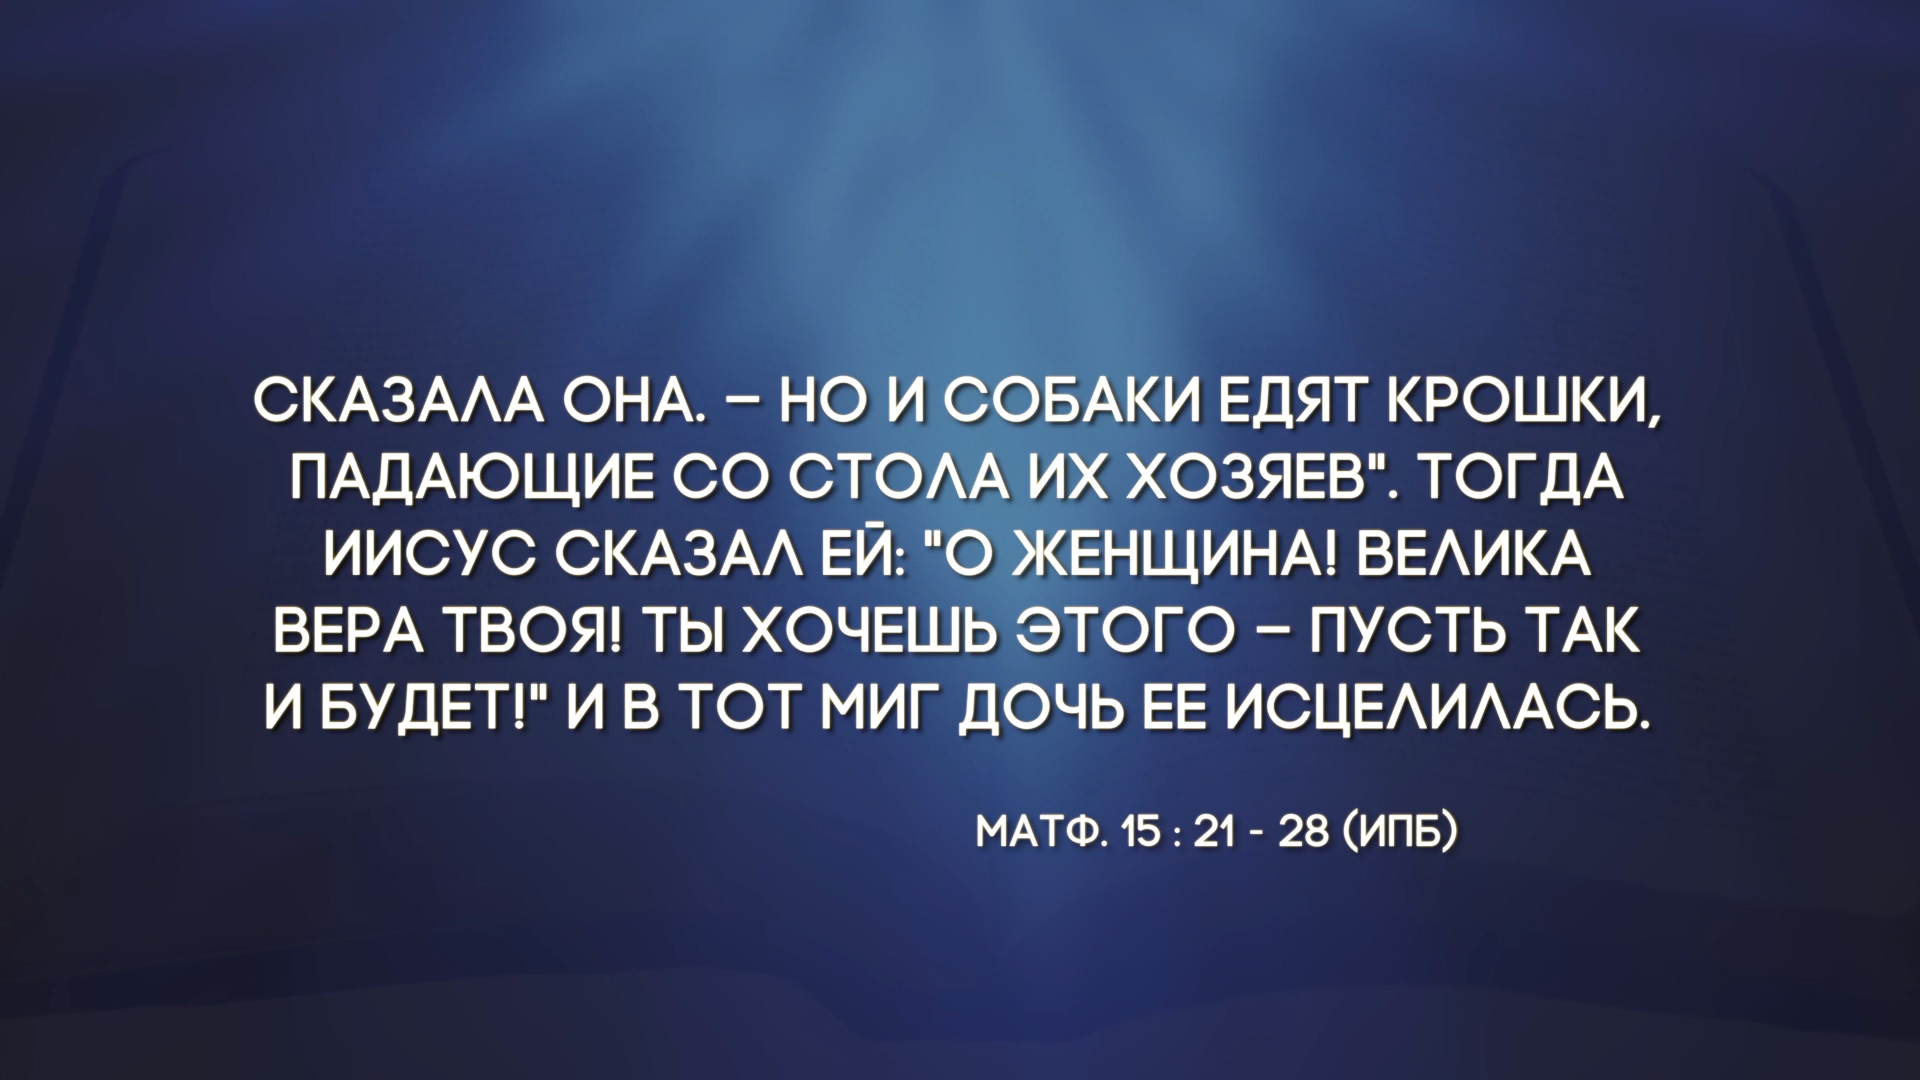 СКАЗАЛА ОНА. – НО И СОБАКИ ЕДЯТ КРОШКИ,
ПАДАЮЩИЕ СО СТОЛА ИХ ХОЗЯЕВ". ТОГДА
ИИСУС СКАЗАЛ ЕЙ: "О ЖЕНЩИНА! ВЕЛИКА
ВЕРА ТВОЯ! ТЫ ХОЧЕШЬ ЭТОГО – ПУСТЬ ТАК
И БУДЕТ!" И В ТОТ МИГ ДОЧЬ ЕЕ ИСЦЕЛИЛАСЬ.
МАТФ. 15 : 21 - 28 (ИПБ)